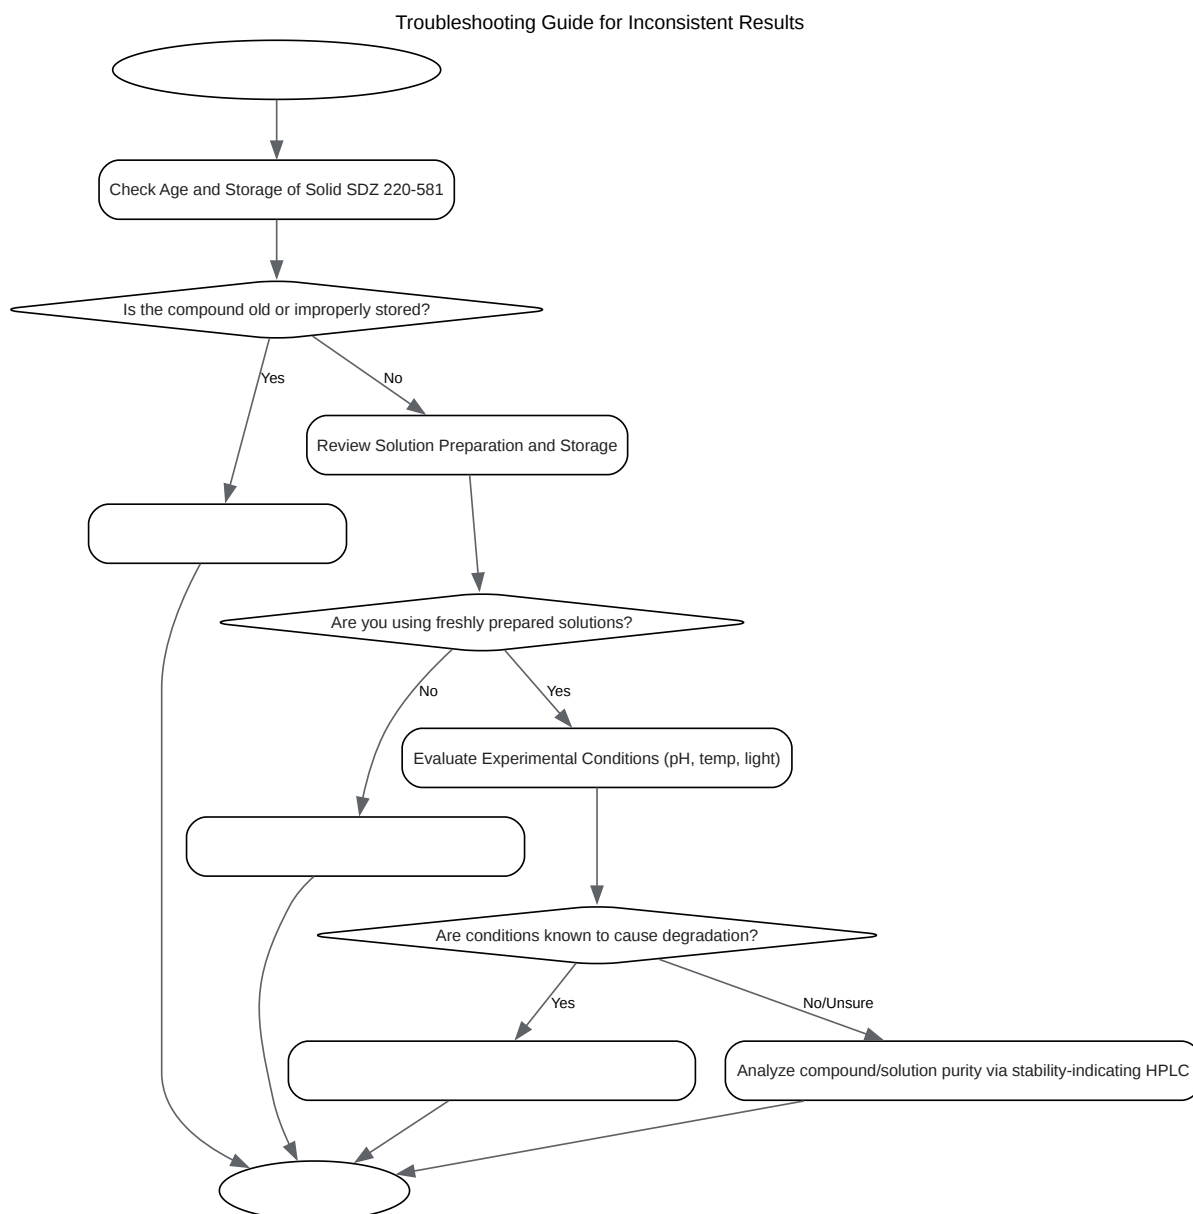 Troubleshooting Guide for Inconsistent Results
Check Age and Storage of Solid SDZ 220-581
Is the compound old or improperly stored?
Yes
No
Review Solution Preparation and Storage
Are you using freshly prepared solutions?
No
Yes
Evaluate Experimental Conditions (pH, temp, light)
Are conditions known to cause degradation?
Yes
No/Unsure
Analyze compound/solution purity via stability-indicating HPLC